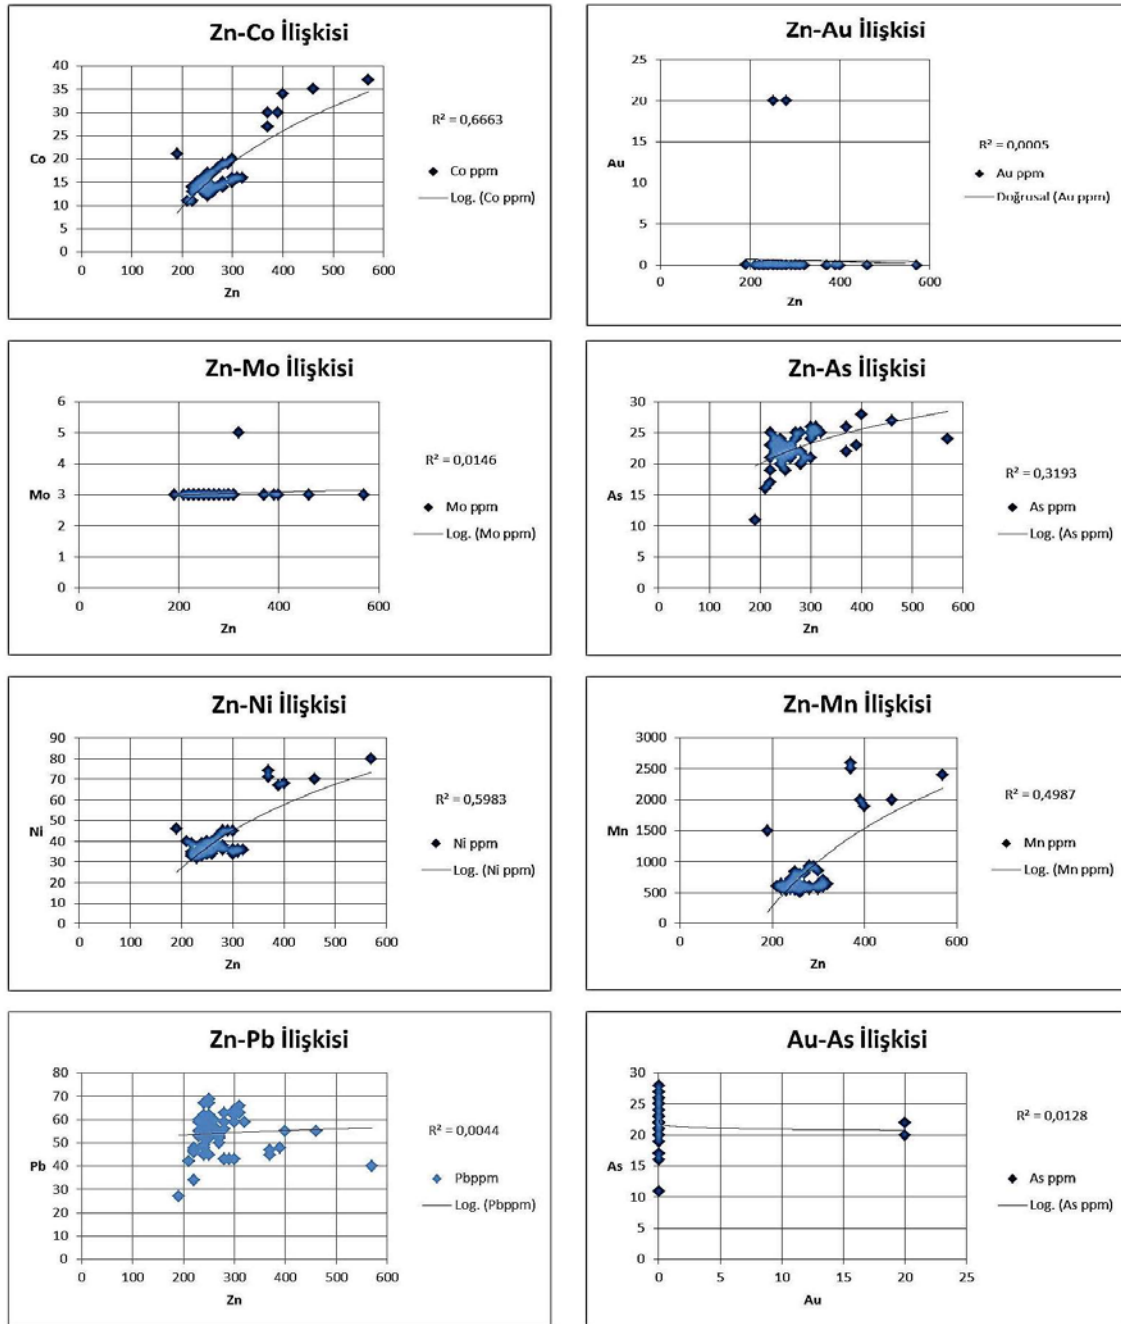 Zn-Co İlişkisi
40
35
30
25
20
15
10
5
0
Co
0 100 200 300 400 500 600
Zn
R² = 0,6663
Co ppm
Log. (Co ppm)
Zn-Au İlişkisi
25
20
15
10
5
0
Au
0 200 400 600
Zn
R² = 0,0005
Au ppm
Doğrusal (Au ppm)
Zn-Mo İlişkisi
6
5
4
3
2
1
0
Mo
0 200 400 600
Zn
R² = 0,0146
Mo ppm
Log. (Mo ppm)
Zn-As İlişkisi
30
25
20
15
10
5
0
As
0 100 200 300 400 500 600
Zn
R² = 0,3193
As ppm
Log. (As ppm)
Zn-Ni İlişkisi
90
80
70
60
50
40
30
20
10
0
Ni
0 100 200 300 400 500 600
Zn
R² = 0,5983
Ni ppm
Log. (Ni ppm)
Zn-Mn İlişkisi
3000
2500
2000
1500
1000
500
0
Mn
0 200 400 600
Zn
R² = 0,4987
Mn ppm
Log. (Mn ppm)
Zn-Pb İlişkisi
80
70
60
50
40
30
20
10
0
Pb
0 100 200 300 400 500 600
Zn
R² = 0,0044
Pbppm
Log. (Pbppm)
Au-As İlişkisi
30
25
20
15
10
5
0
As
0 5 10 15 20 25
Au
R² = 0,0128
As ppm
Log. (As ppm)